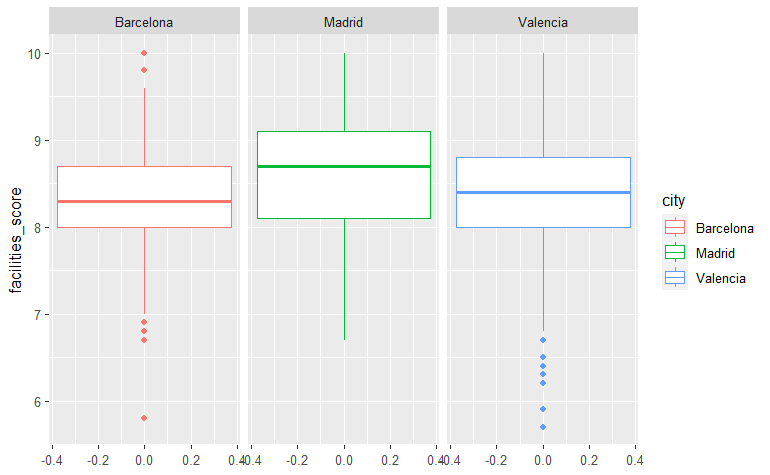 Barcelona Madrid Valencia
10
9
8
7
6
facilities_score
-0.4 -0.2 0.0 0.2 0.4 -0.4 -0.2 0.0 0.2 0.4 -0.4 -0.2 0.0 0.2 0.4
city
Barcelona
Madrid
Valencia